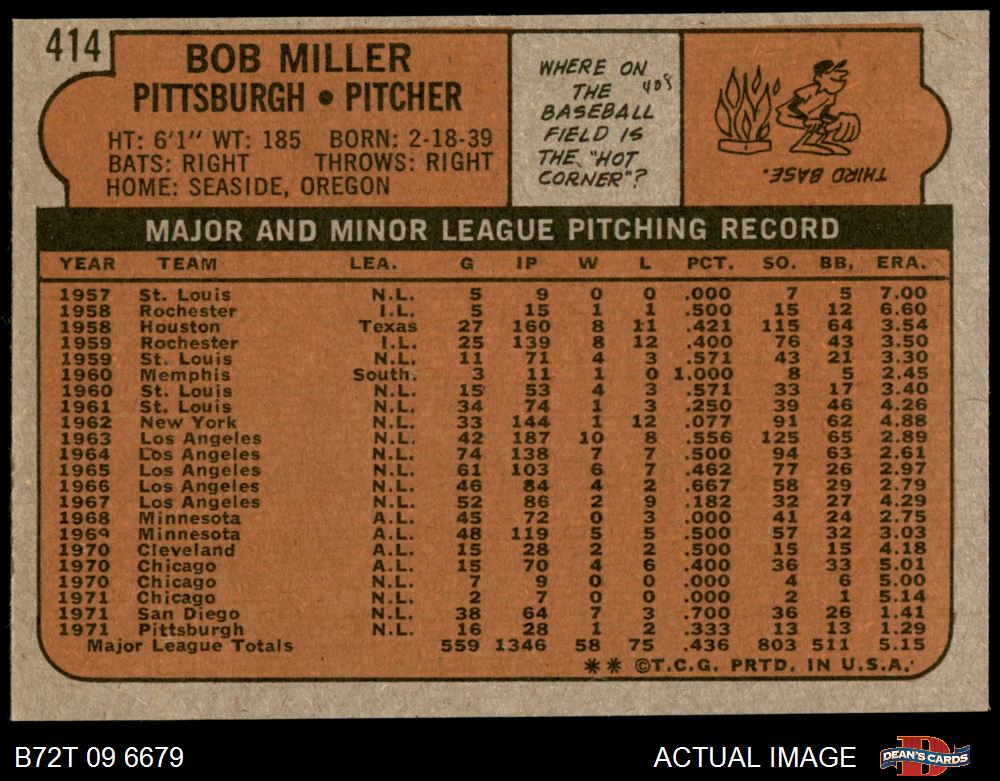 414
BOB MILLER
PITTSBURGH • PITCHER
HT: 6'1" WT: 185 BORN: 2-18-39
BATS: RIGHT THROWS: RIGHT
HOME: SEASIDE, OREGON
WHERE ON
THE 408
BASEBALL
FIELD IS
THE "HOT
CORNER"?
THIRD BASE.
MAJOR AND MINOR LEAGUE PITCHING RECORD
YEAR TEAM LEA. G IP W L PCT. SO. BB. ERA.
1957 St. Louis N.L. 5 9 0 0 .000 7 5 7.00
1958 Rochester I.L. 5 15 1 1 .500 15 12 6.60
1958 Houston Texas 27 160 8 11 .421 115 64 3.54
1959 Rochester I.L. 25 139 8 12 .400 76 43 3.50
1959 St. Louis N.L. 11 71 4 3 .571 43 21 3.30
1960 Memphis South. 3 11 1 0 1.000 8 5 2.45
1960 St. Louis N.L. 15 53 4 3 .571 33 17 3.40
1961 St. Louis N.L. 34 74 1 3 .250 39 46 4.26
1962 New York N.L. 33 144 1 12 .077 91 62 4.88
1963 Los Angeles N.L. 42 187 10 8 .556 125 65 2.89
1964 Los Angeles N.L. 74 138 7 7 .500 94 63 2.61
1965 Los Angeles N.L. 61 103 6 7 .462 77 26 2.97
1966 Los Angeles N.L. 46 84 4 2 .667 58 29 2.79
1967 Los Angeles N.L. 52 86 2 9 .182 32 27 4.29
1968 Minnesota A.L. 45 72 0 3 .000 41 24 2.75
1969 Minnesota A.L. 48 119 5 5 .500 57 32 3.03
1970 Cleveland A.L. 15 28 2 2 .500 15 15 4.18
1970 Chicago A.L. 15 70 4 6 .400 36 33 5.01
1970 Chicago N.L. 7 9 0 0 .000 4 6 5.00
1971 Chicago N.L. 2 7 0 0 .000 2 1 5.14
1971 San Diego N.L. 38 64 7 3 .700 36 26 1.41
1971 Pittsburgh N.L. 16 28 1 2 .333 13 13 1.29
Major League Totals 559 1346 58 75 .436 803 511 5.15
** ©T.C.G. PRTD. IN U.S.A.
B72T 09 6679 ACTUAL IMAGE DEAN'S CARDS